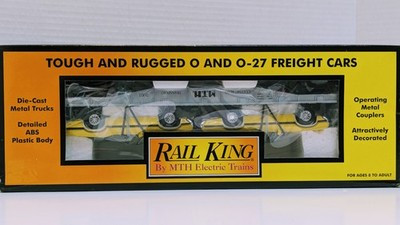 TOUGH AND RUGGED O AND O-27 FREIGHT CARS
Die-Cast
Metal Trucks
Detailed
ABS
Plastic Body
Operating
Metal
Couplers
Attractively
Decorated
RAIL KING
By MTH Electric Trains
FOR AGES 8 TO ADULT